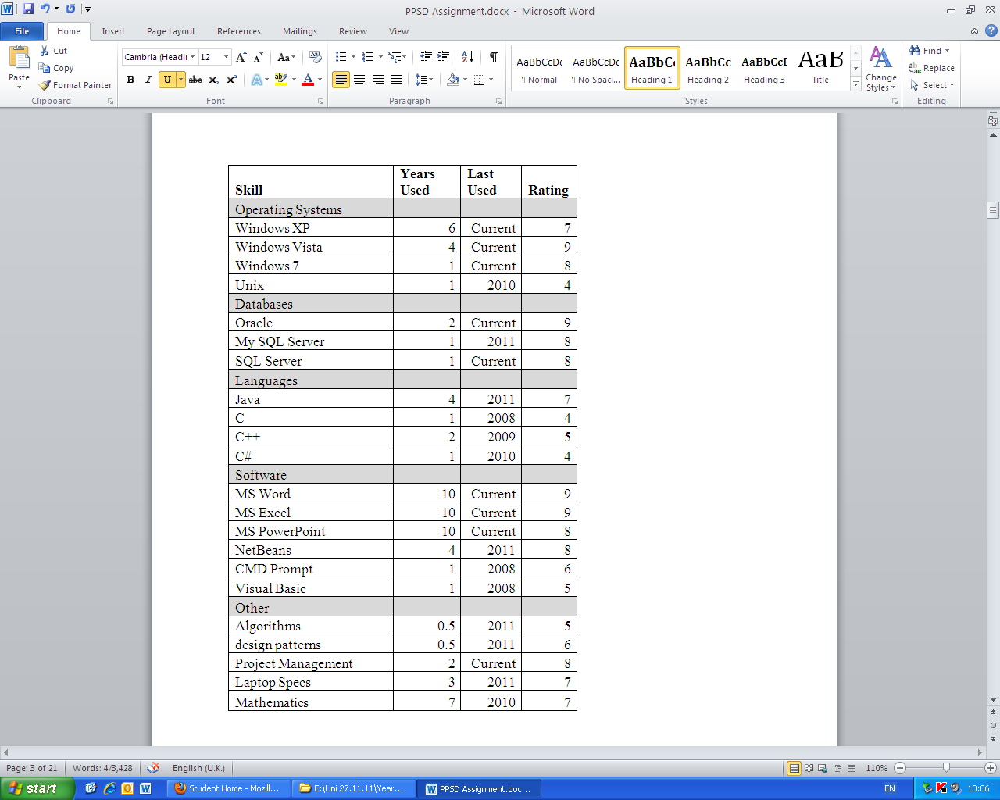 PPSD Assignment.docx - Microsoft Word
File Home Insert Page Layout References Mailings Review View
Paste
Cut
Copy
Format Painter
Clipboard
Cambria (Headi 12
Font
Paragraph
AaBbCcDc AaBbCcDc AaBbC AaBbCc AaBbCcI AaB
¶ Normal ¶ No Spaci... Heading 1 Heading 2 Heading 3 Title
Change Styles
Styles
Find
Replace
Select
Editing
Skill Years Used Last Used Rating
Operating Systems
Windows XP 6 Current 7
Windows Vista 4 Current 9
Windows 7 1 Current 8
Unix 1 2010 4
Databases
Oracle 2 Current 9
My SQL Server 1 2011 8
SQL Server 1 Current 8
Languages
Java 4 2011 7
C 1 2008 4
C++ 2 2009 5
C# 1 2010 4
Software
MS Word 10 Current 9
MS Excel 10 Current 9
MS PowerPoint 10 Current 8
NetBeans 4 2011 8
CMD Prompt 1 2008 6
Visual Basic 1 2008 5
Other
Algorithms 0.5 2011 5
design patterns 0.5 2011 6
Project Management 2 Current 8
Laptop Specs 3 2011 7
Mathematics 7 2010 7
Page: 3 of 21 Words: 4/3,428 English (U.K.) 110%
start Student Home - Mozill... E:\Uni 27.11.11\Year... PPSD Assignment.doc... EN 10:06